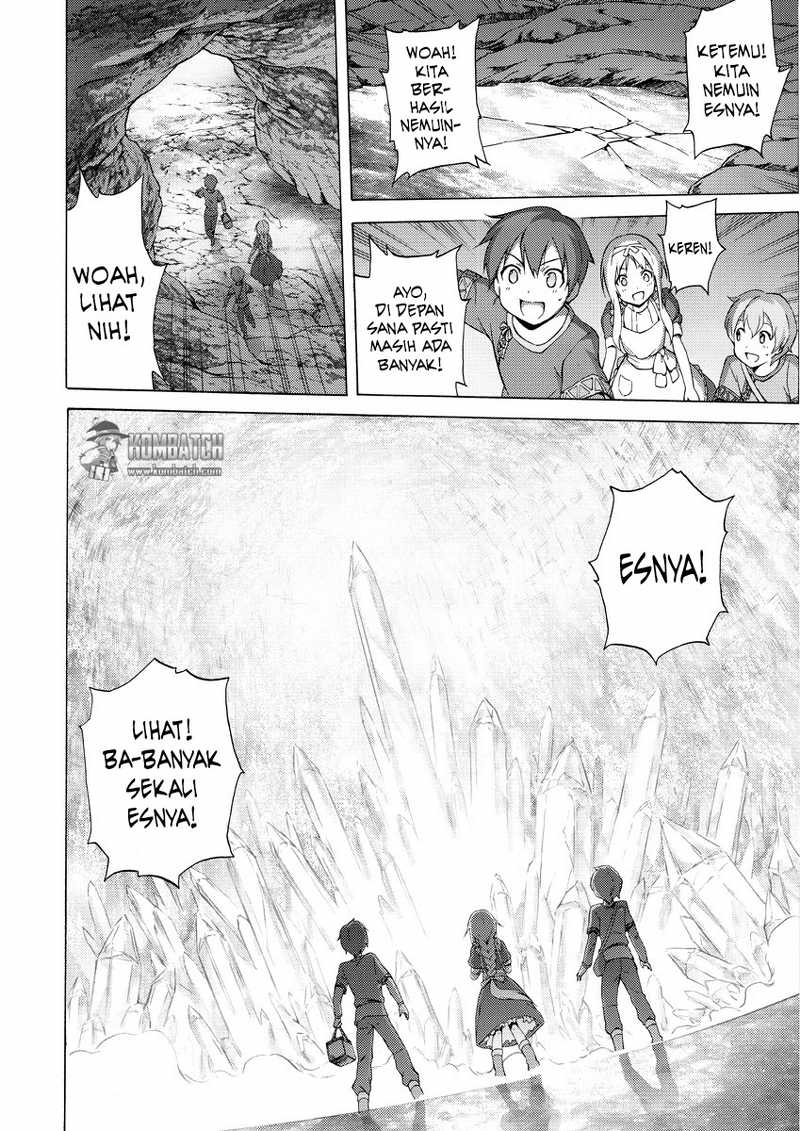 KETEMU!
KITA
NEMUIN
ESNYA!
WOAH!
KITA
BER-
HASIL
NEMUIN-
NYA!
KEREN!
AYO,
DI DEPAN
SANA PASTI
MASIH ADA
BANYAK!
WOAH,
LIHAT
NIH!
KOMBATCH
www.kombatch.com
ESNYA!
LIHAT!
BA-BANYAK
SEKALI
ESNYA!